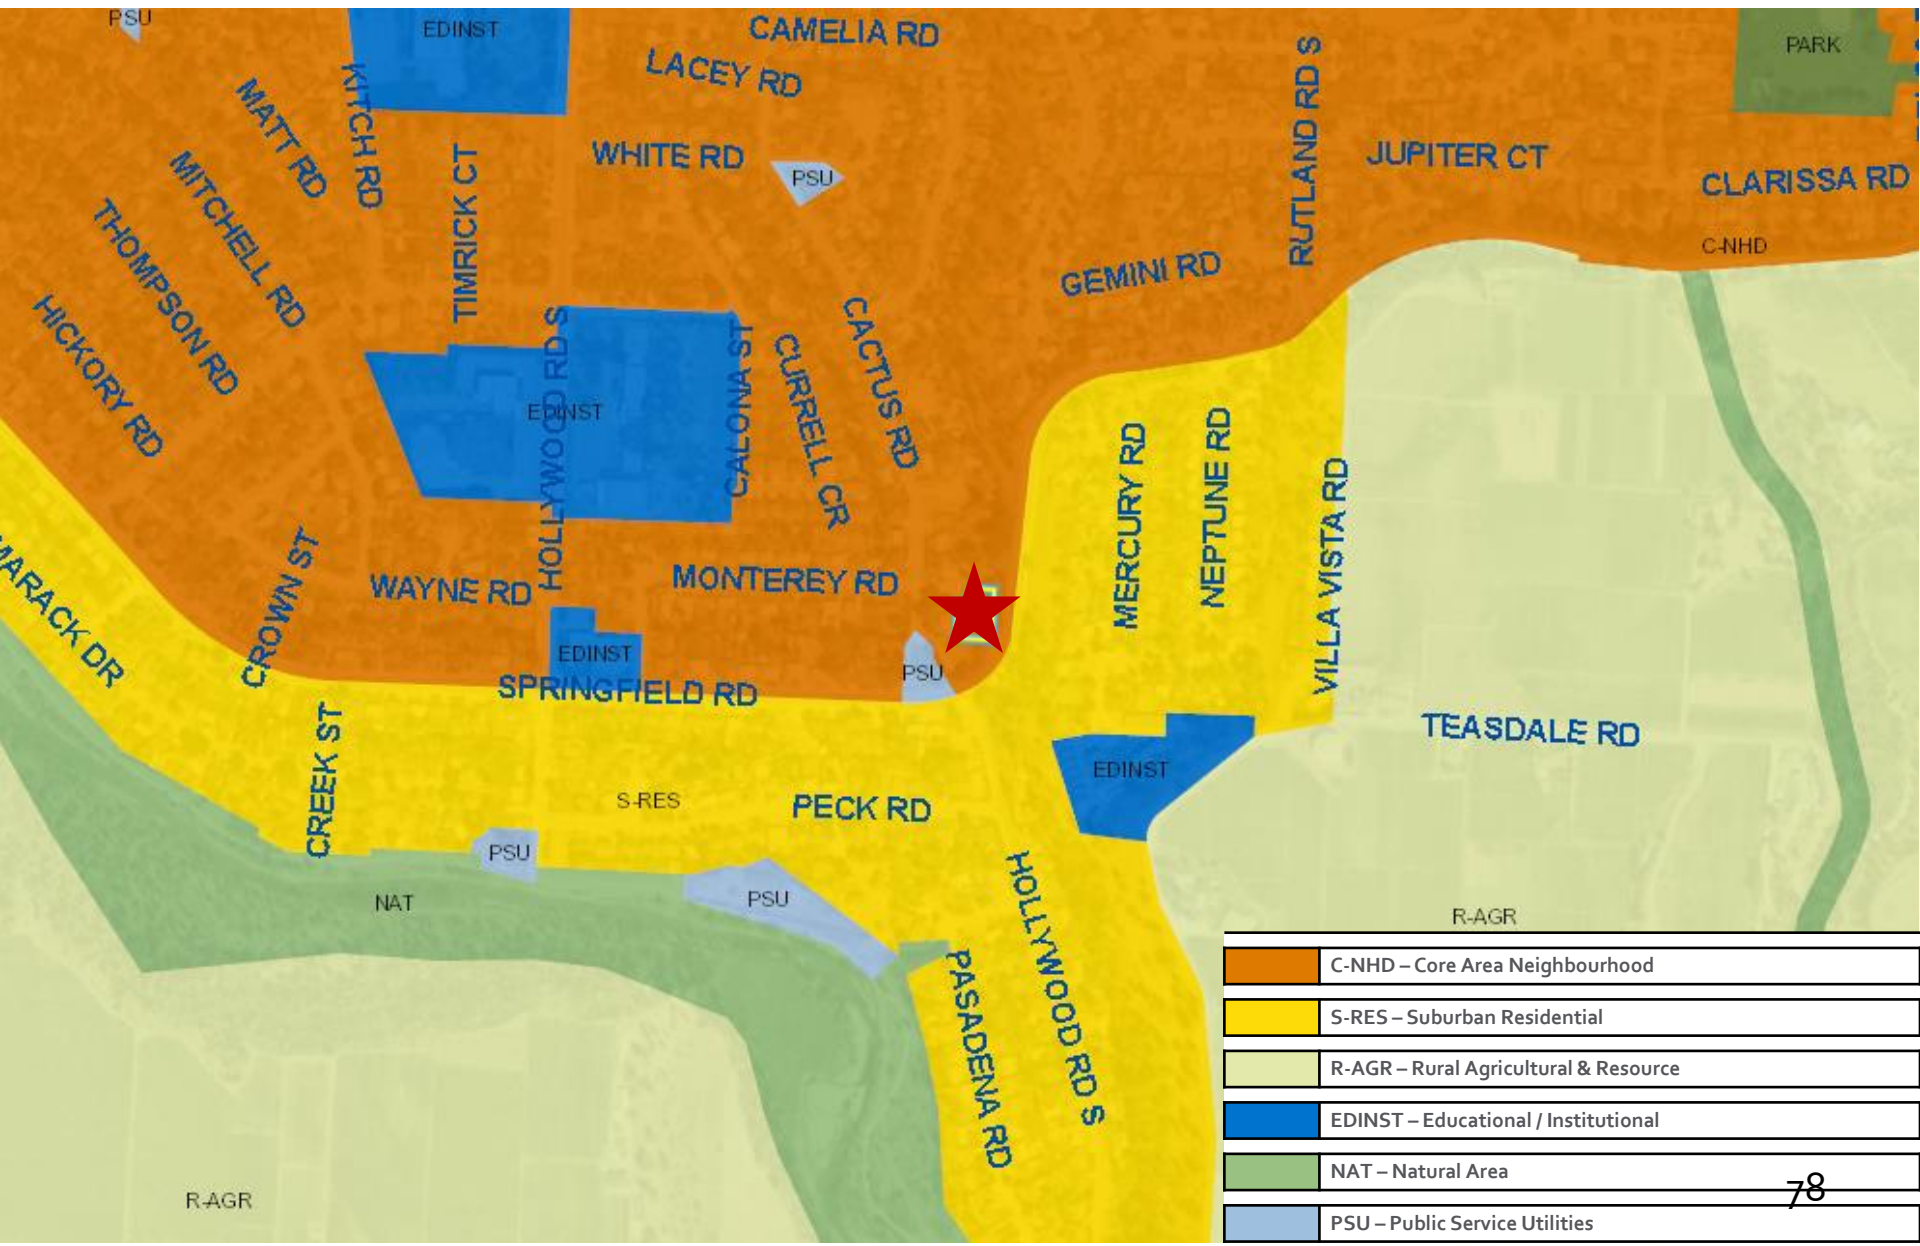 PSU
EDINST
CAMELIA RD
PARK
LACEY RD
MATT RD
KITCH RD
RUTLAND RD S
WHITE RD
JUPITER CT
PSU
CLARISSA RD
MITCHELL RD
TIMRICK CT
THOMPSON RD
C-NHD
GEMINI RD
HICKORY RD
HOLLYWOOD RD S
CALONA ST
CURRELL CR
CACTUS RD
EDINST
MERCURY RD
NEPTUNE RD
VILLA VISTA RD
CROWN ST
WAYNE RD
MONTEREY RD
MARACK DR
EDINST
PSU
SPRINGFIELD RD
CREEK ST
TEASDALE RD
EDINST
S-RES
PECK RD
PSU
PSU
NAT
HOLLYWOOD RD S
R-AGR
PASADENA RD
R-AGR
C-NHD – Core Area Neighbourhood
S-RES – Suburban Residential
R-AGR – Rural Agricultural & Resource
EDINST – Educational / Institutional
NAT – Natural Area
78
PSU – Public Service Utilities